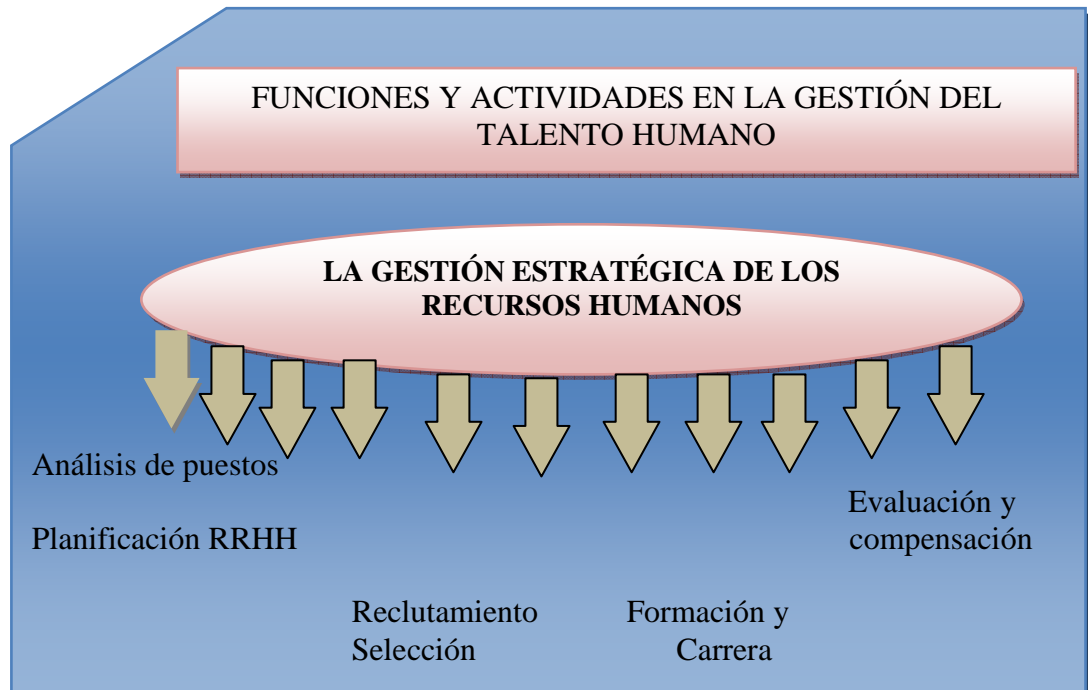 FUNCIONES Y ACTIVIDADES EN LA GESTIÓN DEL
TALENTO HUMANO
LA GESTIÓN ESTRATÉGICA DE LOS
RECURSOS HUMANOS
Análisis de puestos
Planificación RRHH
Reclutamiento
Selección
Formación y
Carrera
Evaluación y
compensación